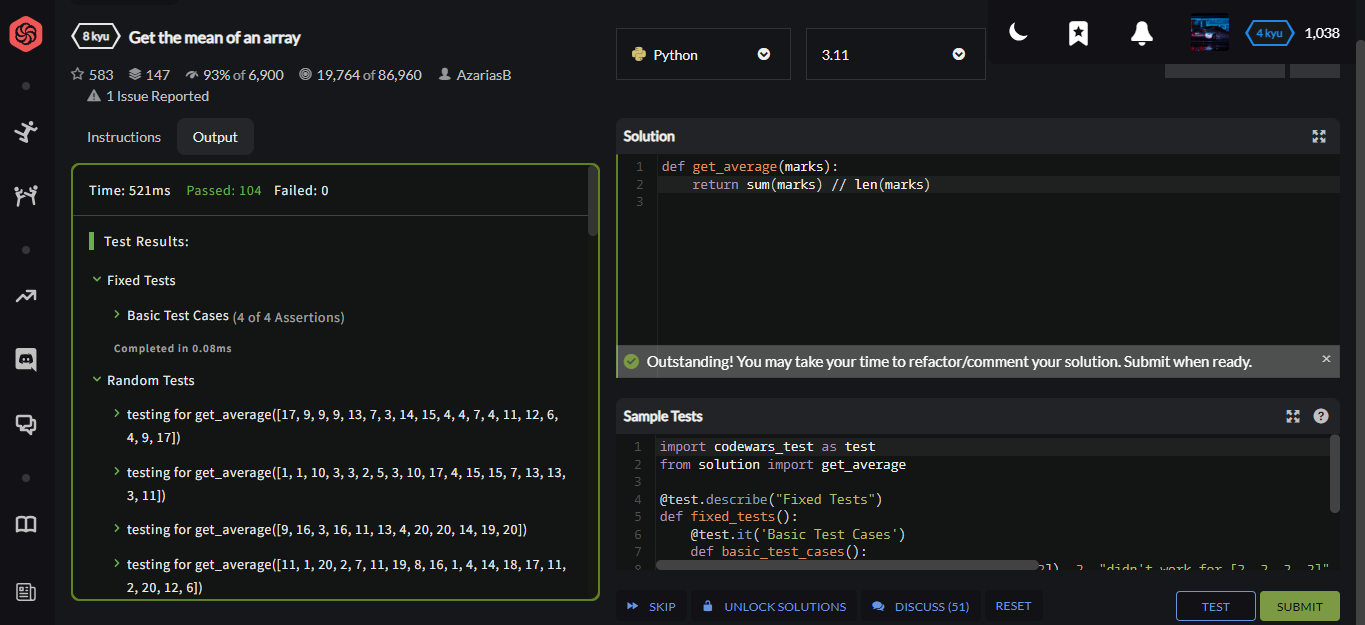 8 kyu Get the mean of an array
583 147 93% of 6,900 19,764 of 86,960 AzariasB
1 Issue Reported
Python
3.11
4 kyu 1,038
Instructions Output
Time: 521ms Passed: 104 Failed: 0
Test Results:
Fixed Tests
Basic Test Cases (4 of 4 Assertions)
Completed in 0.08ms
Random Tests
testing for get_average([17, 9, 9, 9, 13, 7, 3, 14, 15, 4, 4, 7, 4, 11, 12, 6,
4, 9, 17])
testing for get_average([1, 1, 10, 3, 3, 2, 5, 3, 10, 17, 4, 15, 15, 7, 13, 13,
3, 11])
testing for get_average([9, 16, 3, 16, 11, 13, 4, 20, 20, 14, 19, 20])
testing for get_average([11, 1, 20, 2, 7, 11, 19, 8, 16, 1, 4, 14, 18, 17, 11,
2, 20, 12, 6])
Solution
1 def get_average(marks):
2 return sum(marks) // len(marks)
3
Outstanding! You may take your time to refactor/comment your solution. Submit when ready.
Sample Tests
1 import codewars_test as test
2 from solution import get_average
3
4 @test.describe("Fixed Tests")
5 def fixed_tests():
6 @test.it('Basic Test Cases')
7 def basic_test_cases():
8 2]), 2, "didn't work for [2, 2, 2, 2]"
SKIP UNLOCK SOLUTIONS DISCUSS (51) RESET TEST SUBMIT